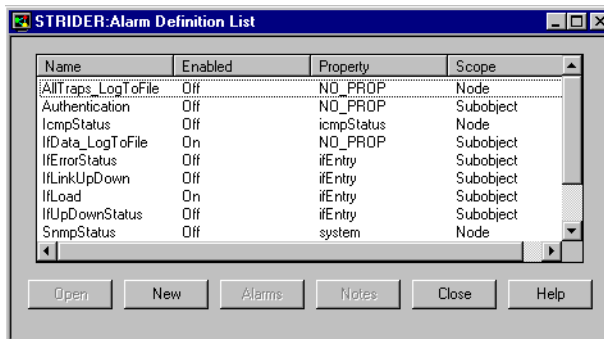 STRIDER:Alarm Definition List
Name Enabled Property Scope
AllTraps_LogToFile Off NO_PROP Node
Authentication Off NO_PROP Subobject
IcmpStatus Off icmpStatus Node
IfData_LogToFile On NO_PROP Subobject
IfErrorStatus Off ifEntry Subobject
IfLinkUpDown Off ifEntry Subobject
IfLoad On ifEntry Subobject
IfUpDownStatus Off ifEntry Subobject
SnmpStatus Off system Node
Open New Alarms Notes Close Help